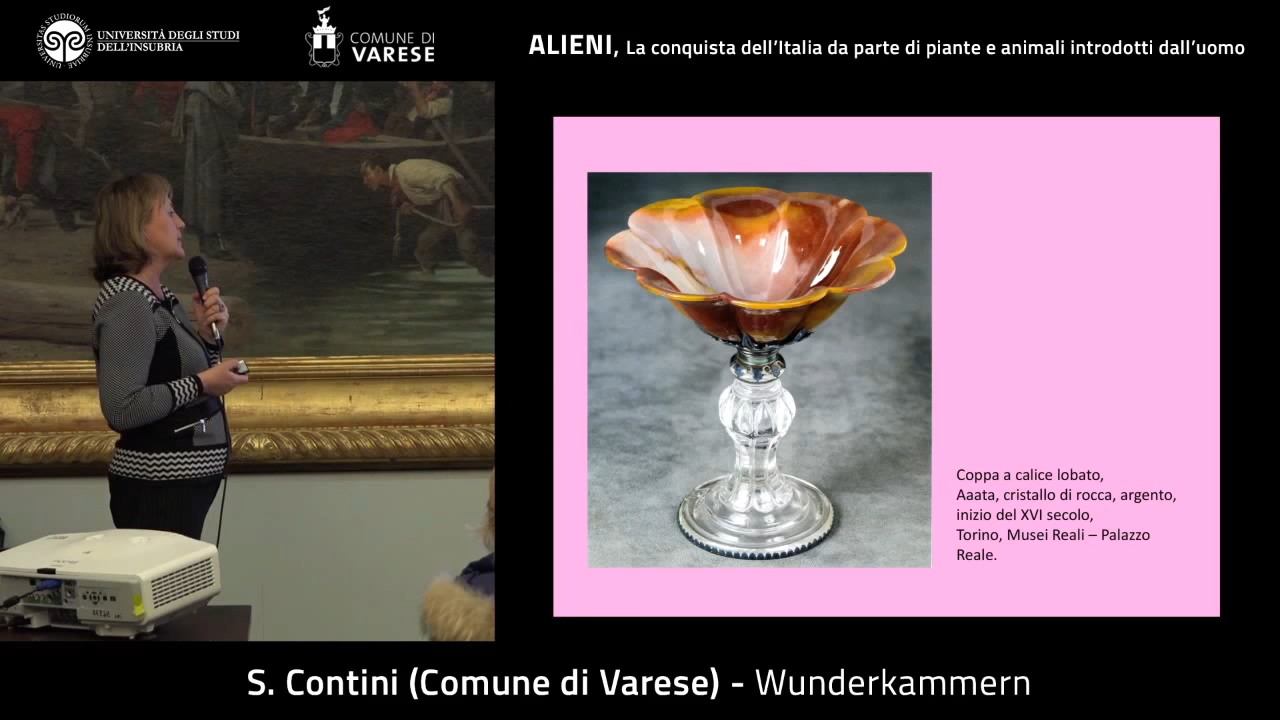 UNIVERSITÀ DEGLI STUDI
DELL'INSUBRIA
COMUNE DI
VARESE
ALIENI, La conquista dell'Italia da parte di piante e animali introdotti dall'uomo
Coppa a calice lobato,
Aaata, cristallo di rocca, argento,
inizio del XVI secolo,
Torino, Musei Reali – Palazzo
Reale.
S. Contini (Comune di Varese) - Wunderkammern